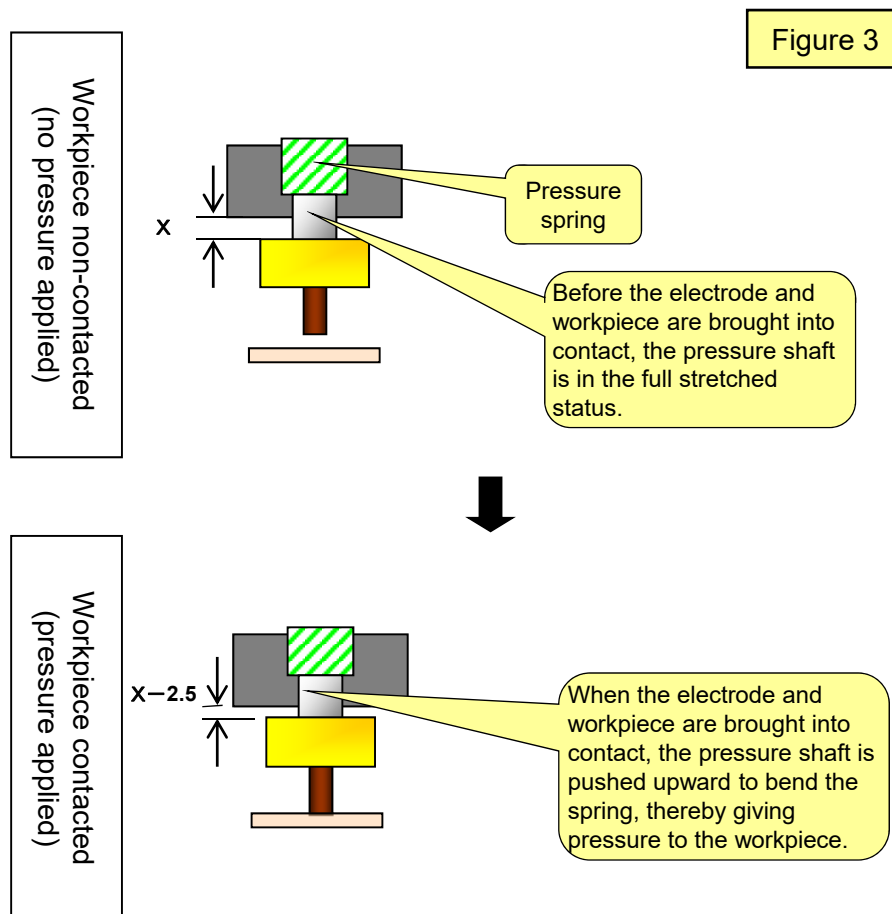 Figure 3
Workpiece non-contacted
(no pressure applied)
Pressure
spring
X
Before the electrode and
workpiece are brought into
contact, the pressure shaft
is in the full stretched
status.
Workpiece contacted
(pressure applied)
X－2.5
When the electrode and
workpiece are brought into
contact, the pressure shaft is
pushed upward to bend the
spring, thereby giving
pressure to the workpiece.